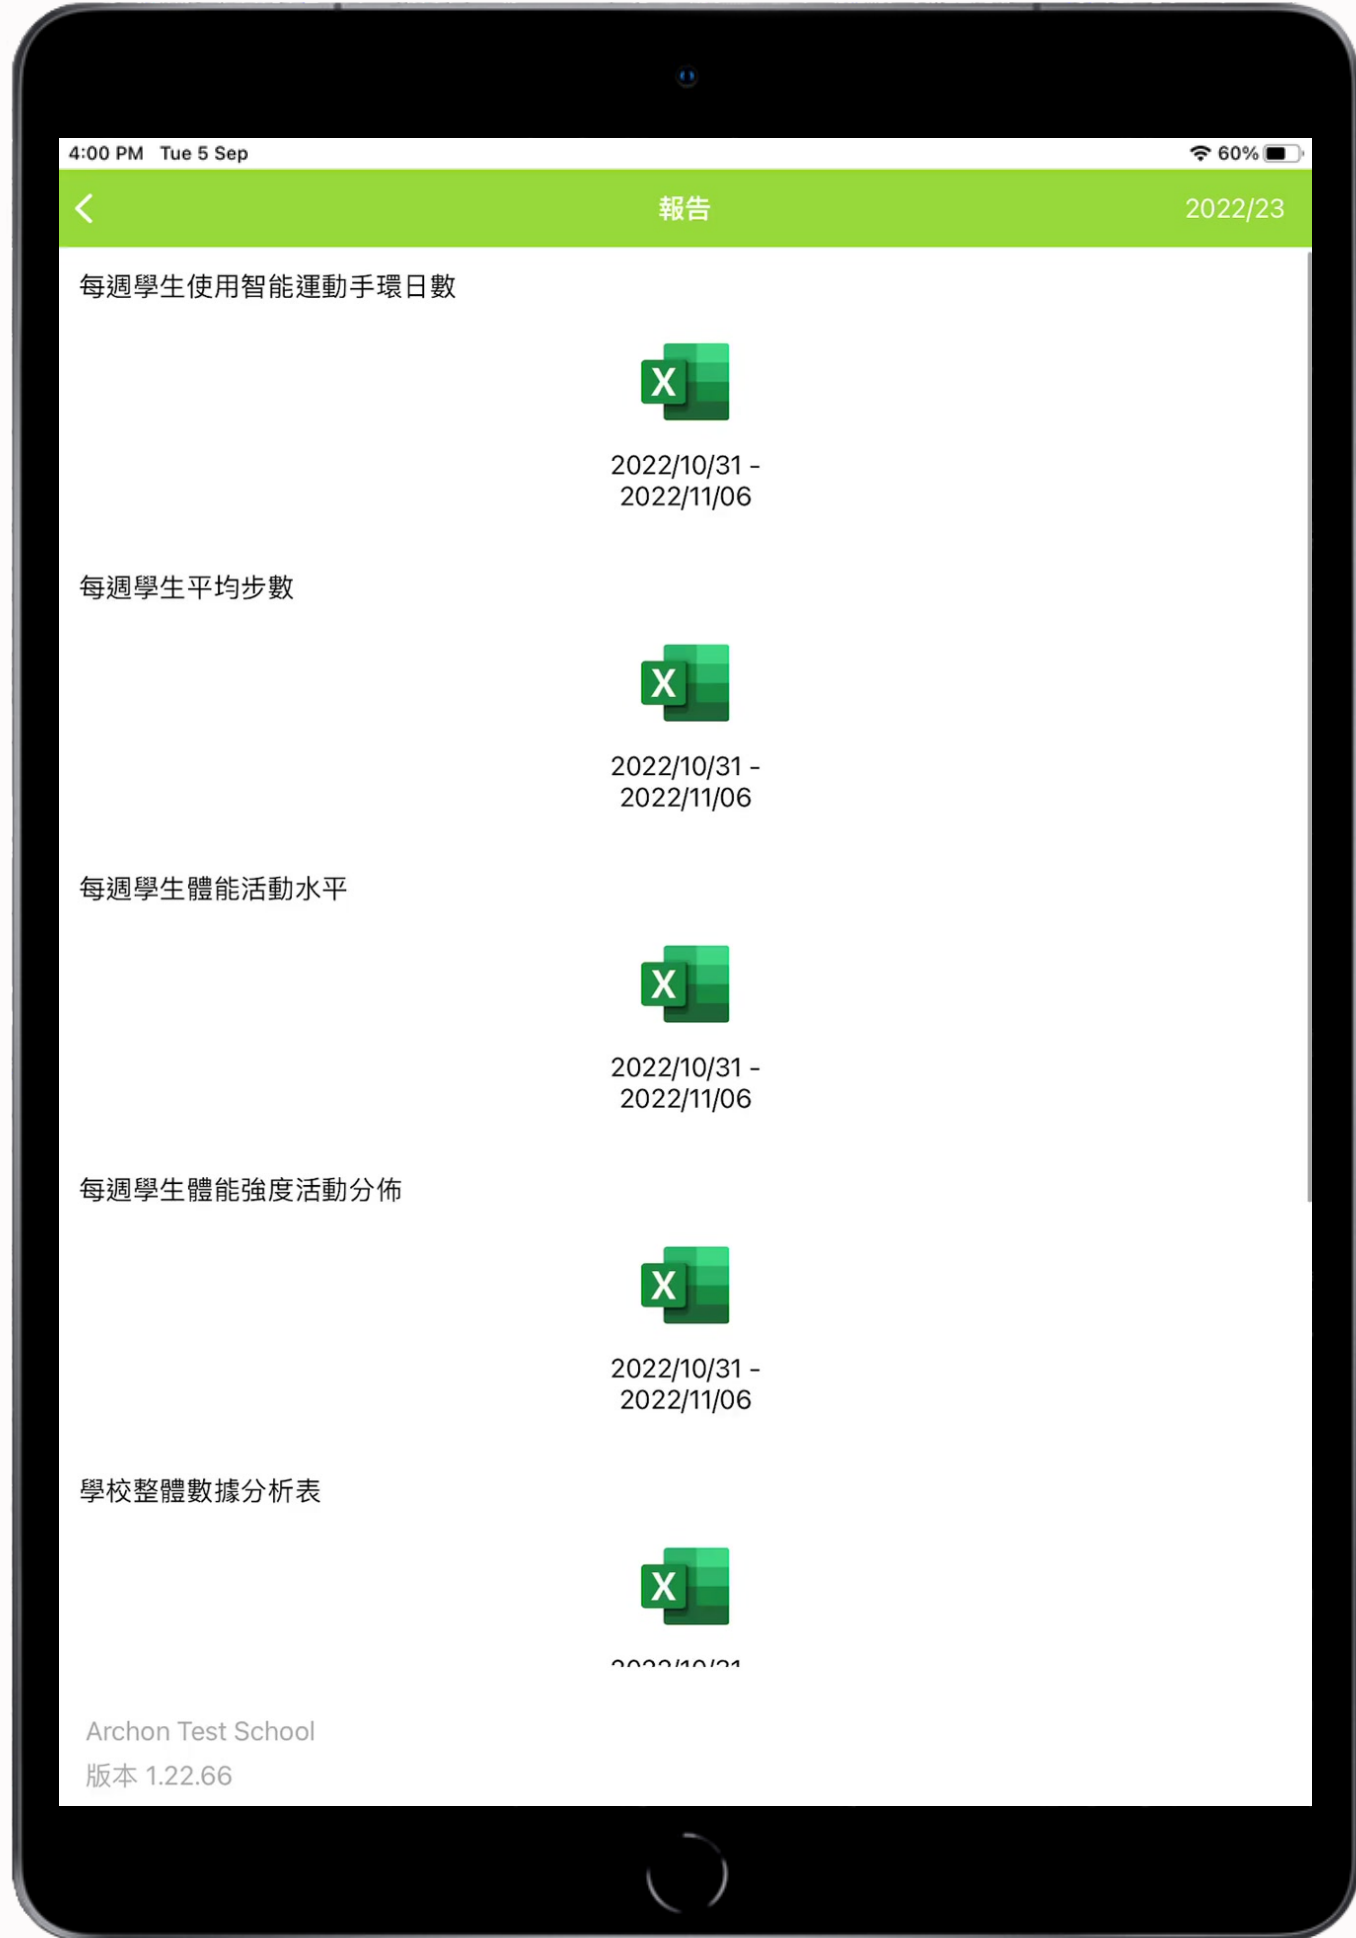 4:00 PM Tue 5 Sep
60%
報告
2022/23
每週學生使用智能運動手環日數
X
2022/10/31 -
2022/11/06
每週學生平均步數
X
2022/10/31 -
2022/11/06
每週學生體能活動水平
X
2022/10/31 -
2022/11/06
每週學生體能強度活動分佈
X
2022/10/31 -
2022/11/06
學校整體數據分析表
X
2022/10/31
Archon Test School
版本 1.22.66